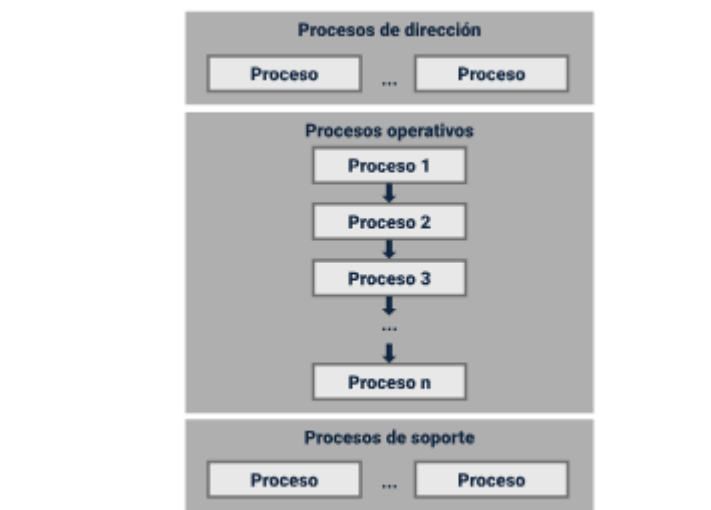 Procesos de dirección
Proceso ... Proceso
Procesos operativos
Proceso 1
Proceso 2
Proceso 3
...
Proceso n
Procesos de soporte
Proceso ... Proceso